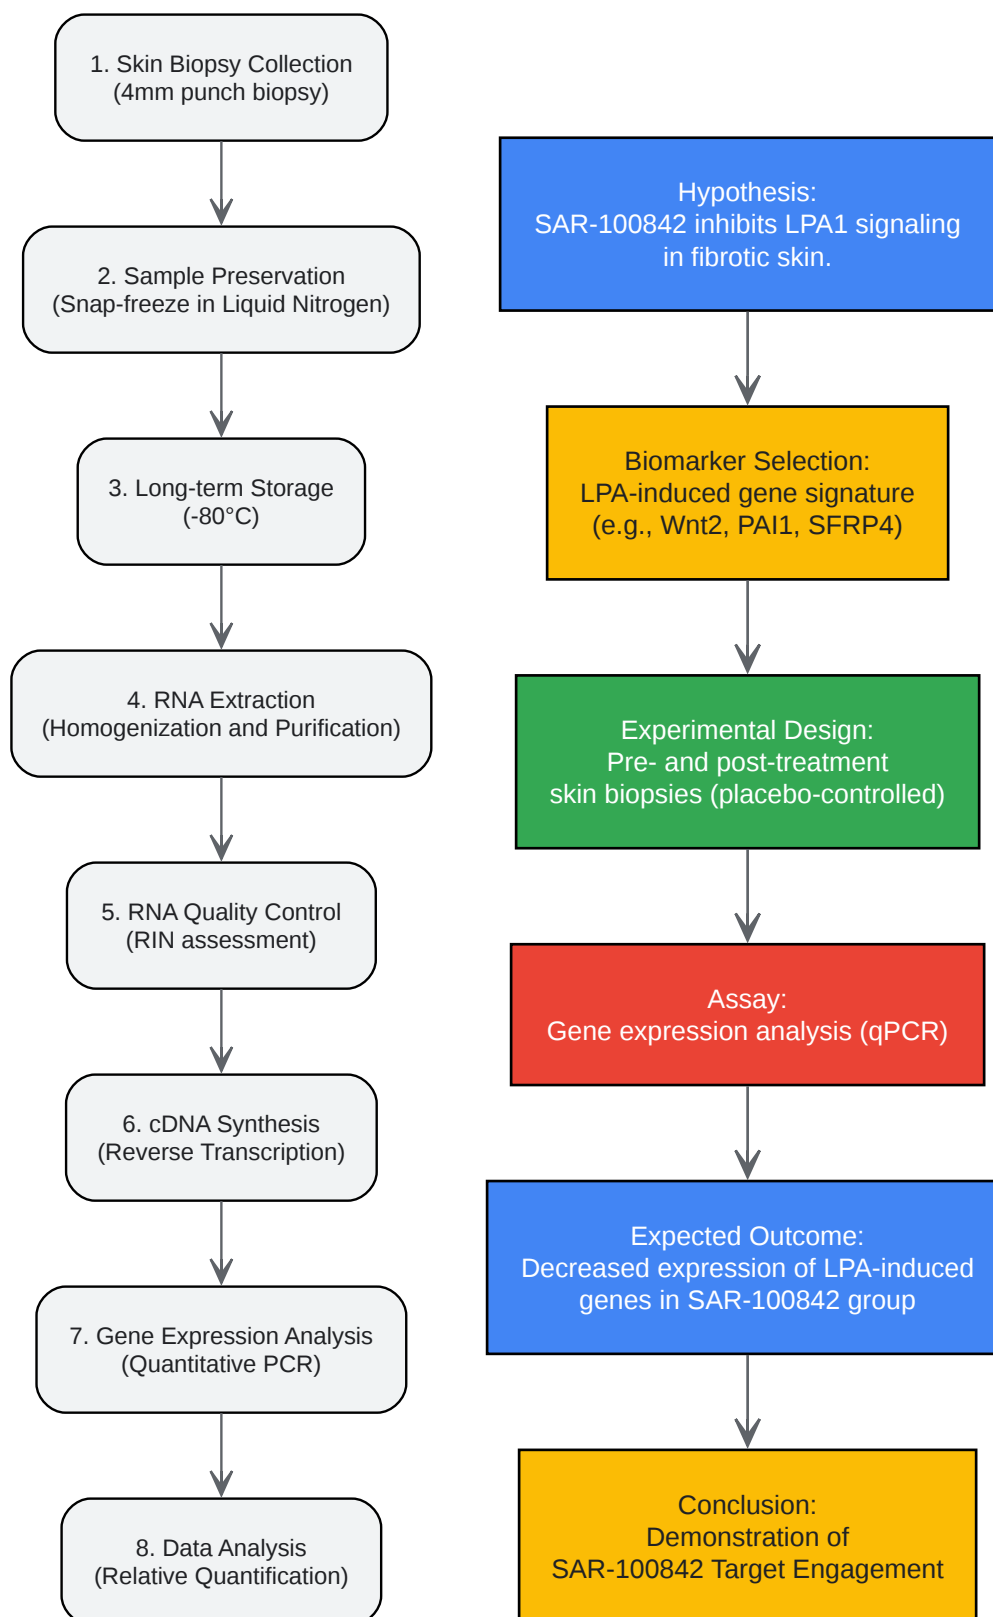 1. Skin Biopsy Collection
(4mm punch biopsy)
2. Sample Preservation
(Snap-freeze in Liquid Nitrogen)
3. Long-term Storage
(-80°C)
4. RNA Extraction
(Homogenization and Purification)
5. RNA Quality Control
(RIN assessment)
6. cDNA Synthesis
(Reverse Transcription)
7. Gene Expression Analysis
(Quantitative PCR)
8. Data Analysis
(Relative Quantification)
Hypothesis:
SAR-100842 inhibits LPA1 signaling
in fibrotic skin.
Biomarker Selection:
LPA-induced gene signature
(e.g., Wnt2, PAI1, SFRP4)
Experimental Design:
Pre- and post-treatment
skin biopsies (placebo-controlled)
Assay:
Gene expression analysis (qPCR)
Expected Outcome:
Decreased expression of LPA-induced
genes in SAR-100842 group
Conclusion:
Demonstration of
SAR-100842 Target Engagement